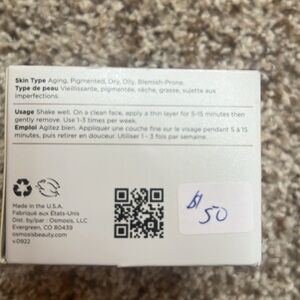 Skin Type Aging, Pigmented, Dry, Oily, Blemish-Prone.
Type de peau Vieillissante, pigmentée, sèche, grasse, sujette aux
imperfections.
Usage Shake well. On a clean face, apply a thin layer for 5-15 minutes then
gently remove. Use 1-3 times per week.
Emploi Agitez bien. Appliquer une couche fine sur le visage pendant 5 à 15
minutes, puis retirer en douceur. Utiliser 1 - 3 fois par semaine.
Made in the U.S.A.
Fabriqué aux États-Unis
Dist. by/par : Osmosis, LLC
Evergreen, CO 80439
osmosisbeauty.com
v.0922
$50